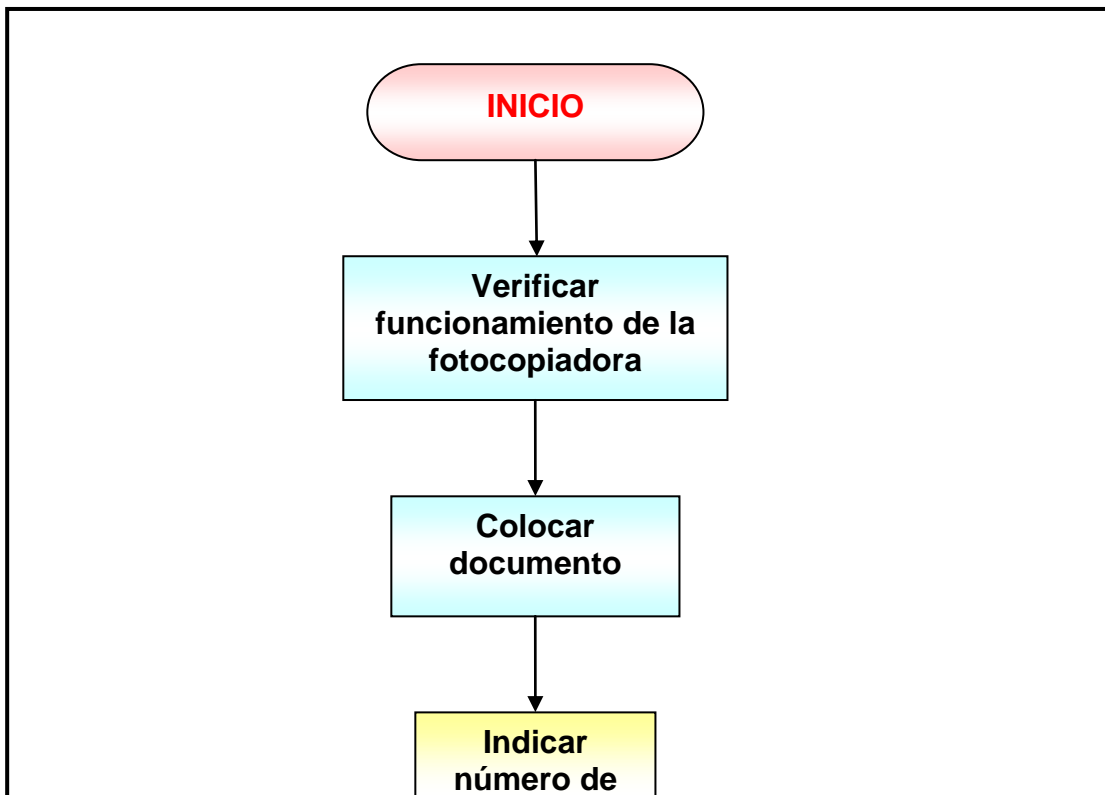 INICIO
Verificar
funcionamiento de la
fotocopiadora
Colocar
documento
Indicar
número de